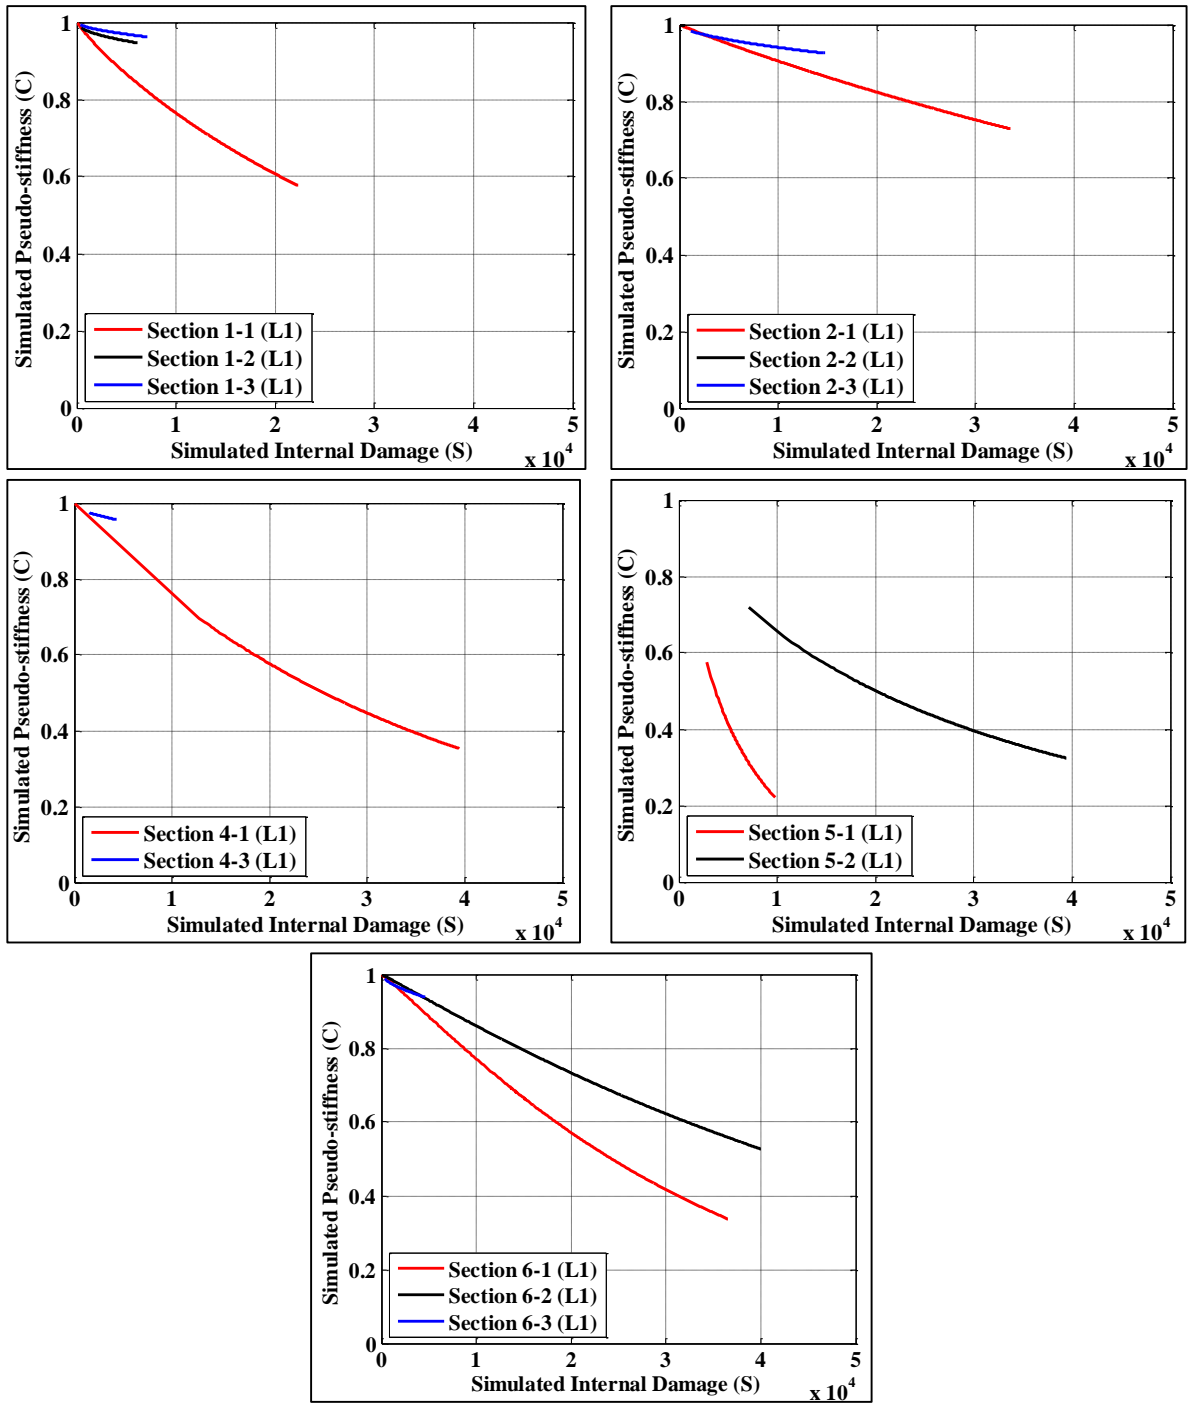 1
0.8
0.6
0.4
0.2
0
Simulated Pseudo-stiffness (C)
Section 1-1 (L1)
Section 1-2 (L1)
Section 1-3 (L1)
0 1 2 3 4 5
Simulated Internal Damage (S)
x 10^4
1
0.8
0.6
0.4
0.2
0
Simulated Pseudo-stiffness (C)
Section 2-1 (L1)
Section 2-2 (L1)
Section 2-3 (L1)
0 1 2 3 4 5
Simulated Internal Damage (S)
x 10^4
1
0.8
0.6
0.4
0.2
0
Simulated Pseudo-stiffness (C)
Section 4-1 (L1)
Section 4-3 (L1)
0 1 2 3 4 5
Simulated Internal Damage (S)
x 10^4
1
0.8
0.6
0.4
0.2
0
Simulated Pseudo-stiffness (C)
Section 5-1 (L1)
Section 5-2 (L1)
0 1 2 3 4 5
Simulated Internal Damage (S)
x 10^4
1
0.8
0.6
0.4
0.2
0
Simulated Pseudo-stiffness (C)
Section 6-1 (L1)
Section 6-2 (L1)
Section 6-3 (L1)
0 1 2 3 4 5
Simulated Internal Damage (S)
x 10^4